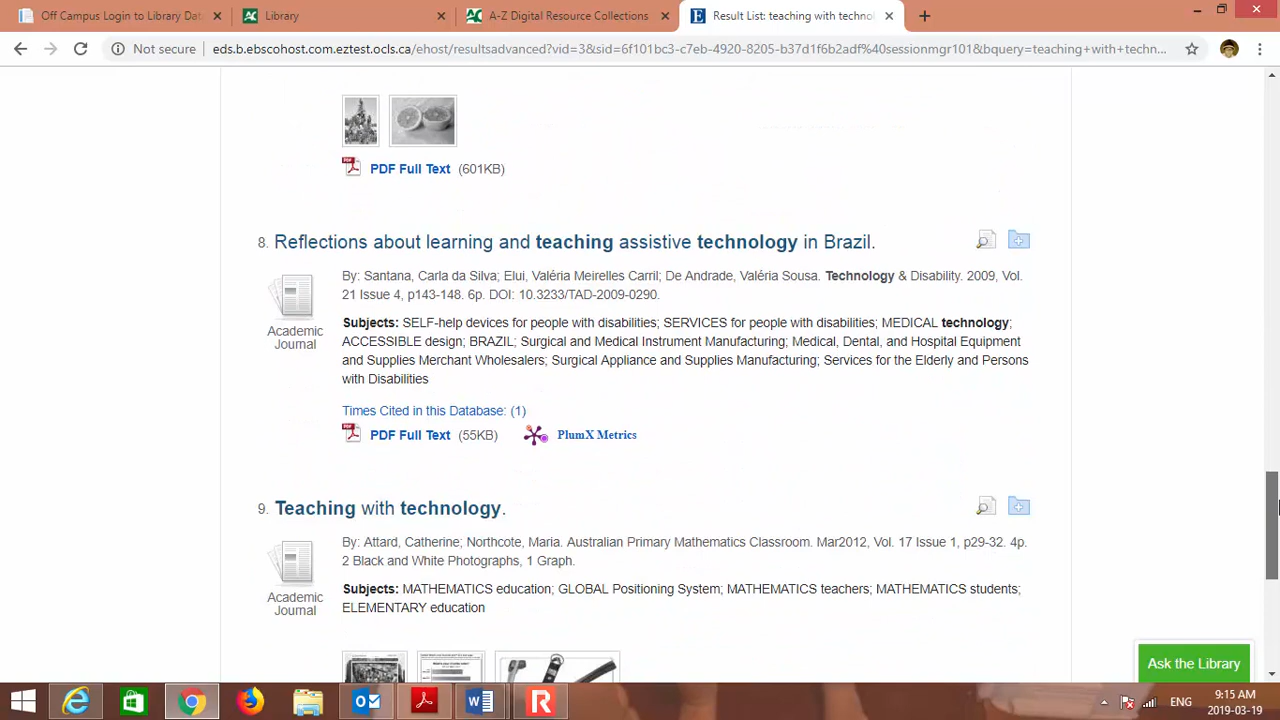 Off Campus Login to Library Dat
Library
A-Z Digital Resource Collections
Result List: teaching with techno
Not secure
eds.b.ebscohost.com.eztest.ocls.ca/ehost/resultsadvanced?vid=3&sid=6f101bc3-c7eb-4920-8205-b37d1f6b2adf%40sessionmgr101&bquery=teaching+with+techn...
PDF Full Text (601KB)
8. Reflections about learning and teaching assistive technology in Brazil.
By: Santana, Carla da Silva; Elui, Valéria Meirelles Carril; De Andrade, Valéria Sousa. Technology & Disability. 2009, Vol.
21 Issue 4, p143-148. 6p. DOI: 10.3233/TAD-2009-0290.
Academic
Journal
Subjects: SELF-help devices for people with disabilities; SERVICES for people with disabilities; MEDICAL technology;
ACCESSIBLE design; BRAZIL; Surgical and Medical Instrument Manufacturing; Medical, Dental, and Hospital Equipment
and Supplies Merchant Wholesalers; Surgical Appliance and Supplies Manufacturing; Services for the Elderly and Persons
with Disabilities
Times Cited in this Database: (1)
PDF Full Text (55KB) PlumX Metrics
9. Teaching with technology.
By: Attard, Catherine; Northcote, Maria. Australian Primary Mathematics Classroom. Mar2012, Vol. 17 Issue 1, p29-32. 4p.
2 Black and White Photographs, 1 Graph.
Academic
Journal
Subjects: MATHEMATICS education; GLOBAL Positioning System; MATHEMATICS teachers; MATHEMATICS students;
ELEMENTARY education
Ask the Library
ENG
9:15 AM
2019-03-19